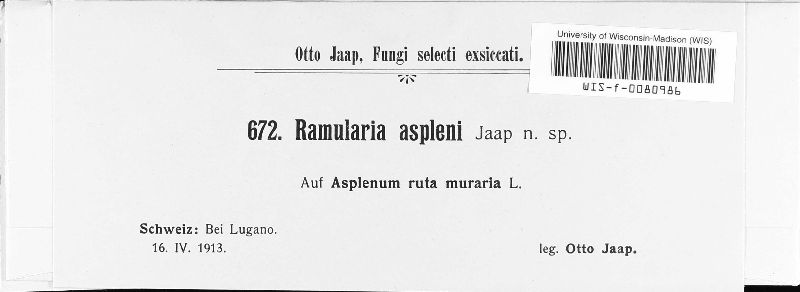 University of Wisconsin-Madison (WIS)
WIS-f-0080986
Otto Jaap, Fungi selecti exsiccati.
672. Ramularia aspleni Jaap n. sp.
Auf Asplenum ruta muraria L.
Schweiz: Bei Lugano.
16. IV. 1913.
leg. Otto Jaap.